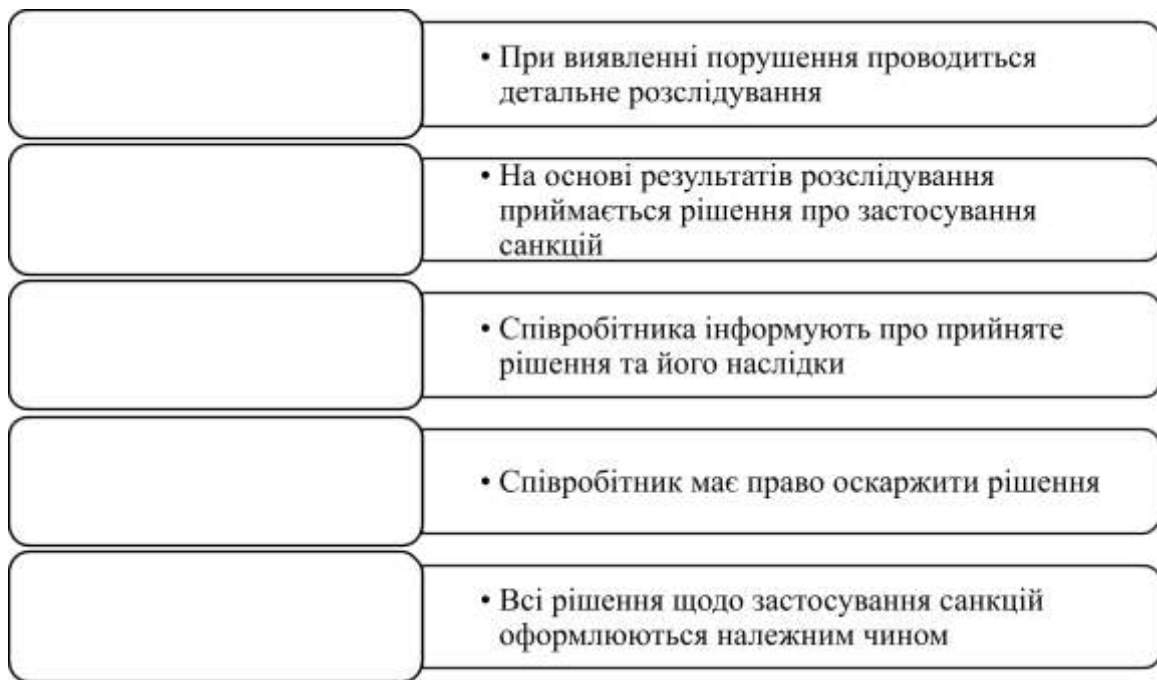 • При виявленні порушення проводиться
детальне розслідування
• На основі результатів розслідування
приймається рішення про застосування
санкцій
• Співробітника інформують про прийняте
рішення та його наслідки
• Співробітник має право оскаржити рішення
• Всі рішення щодо застосування санкцій
оформлюються належним чином